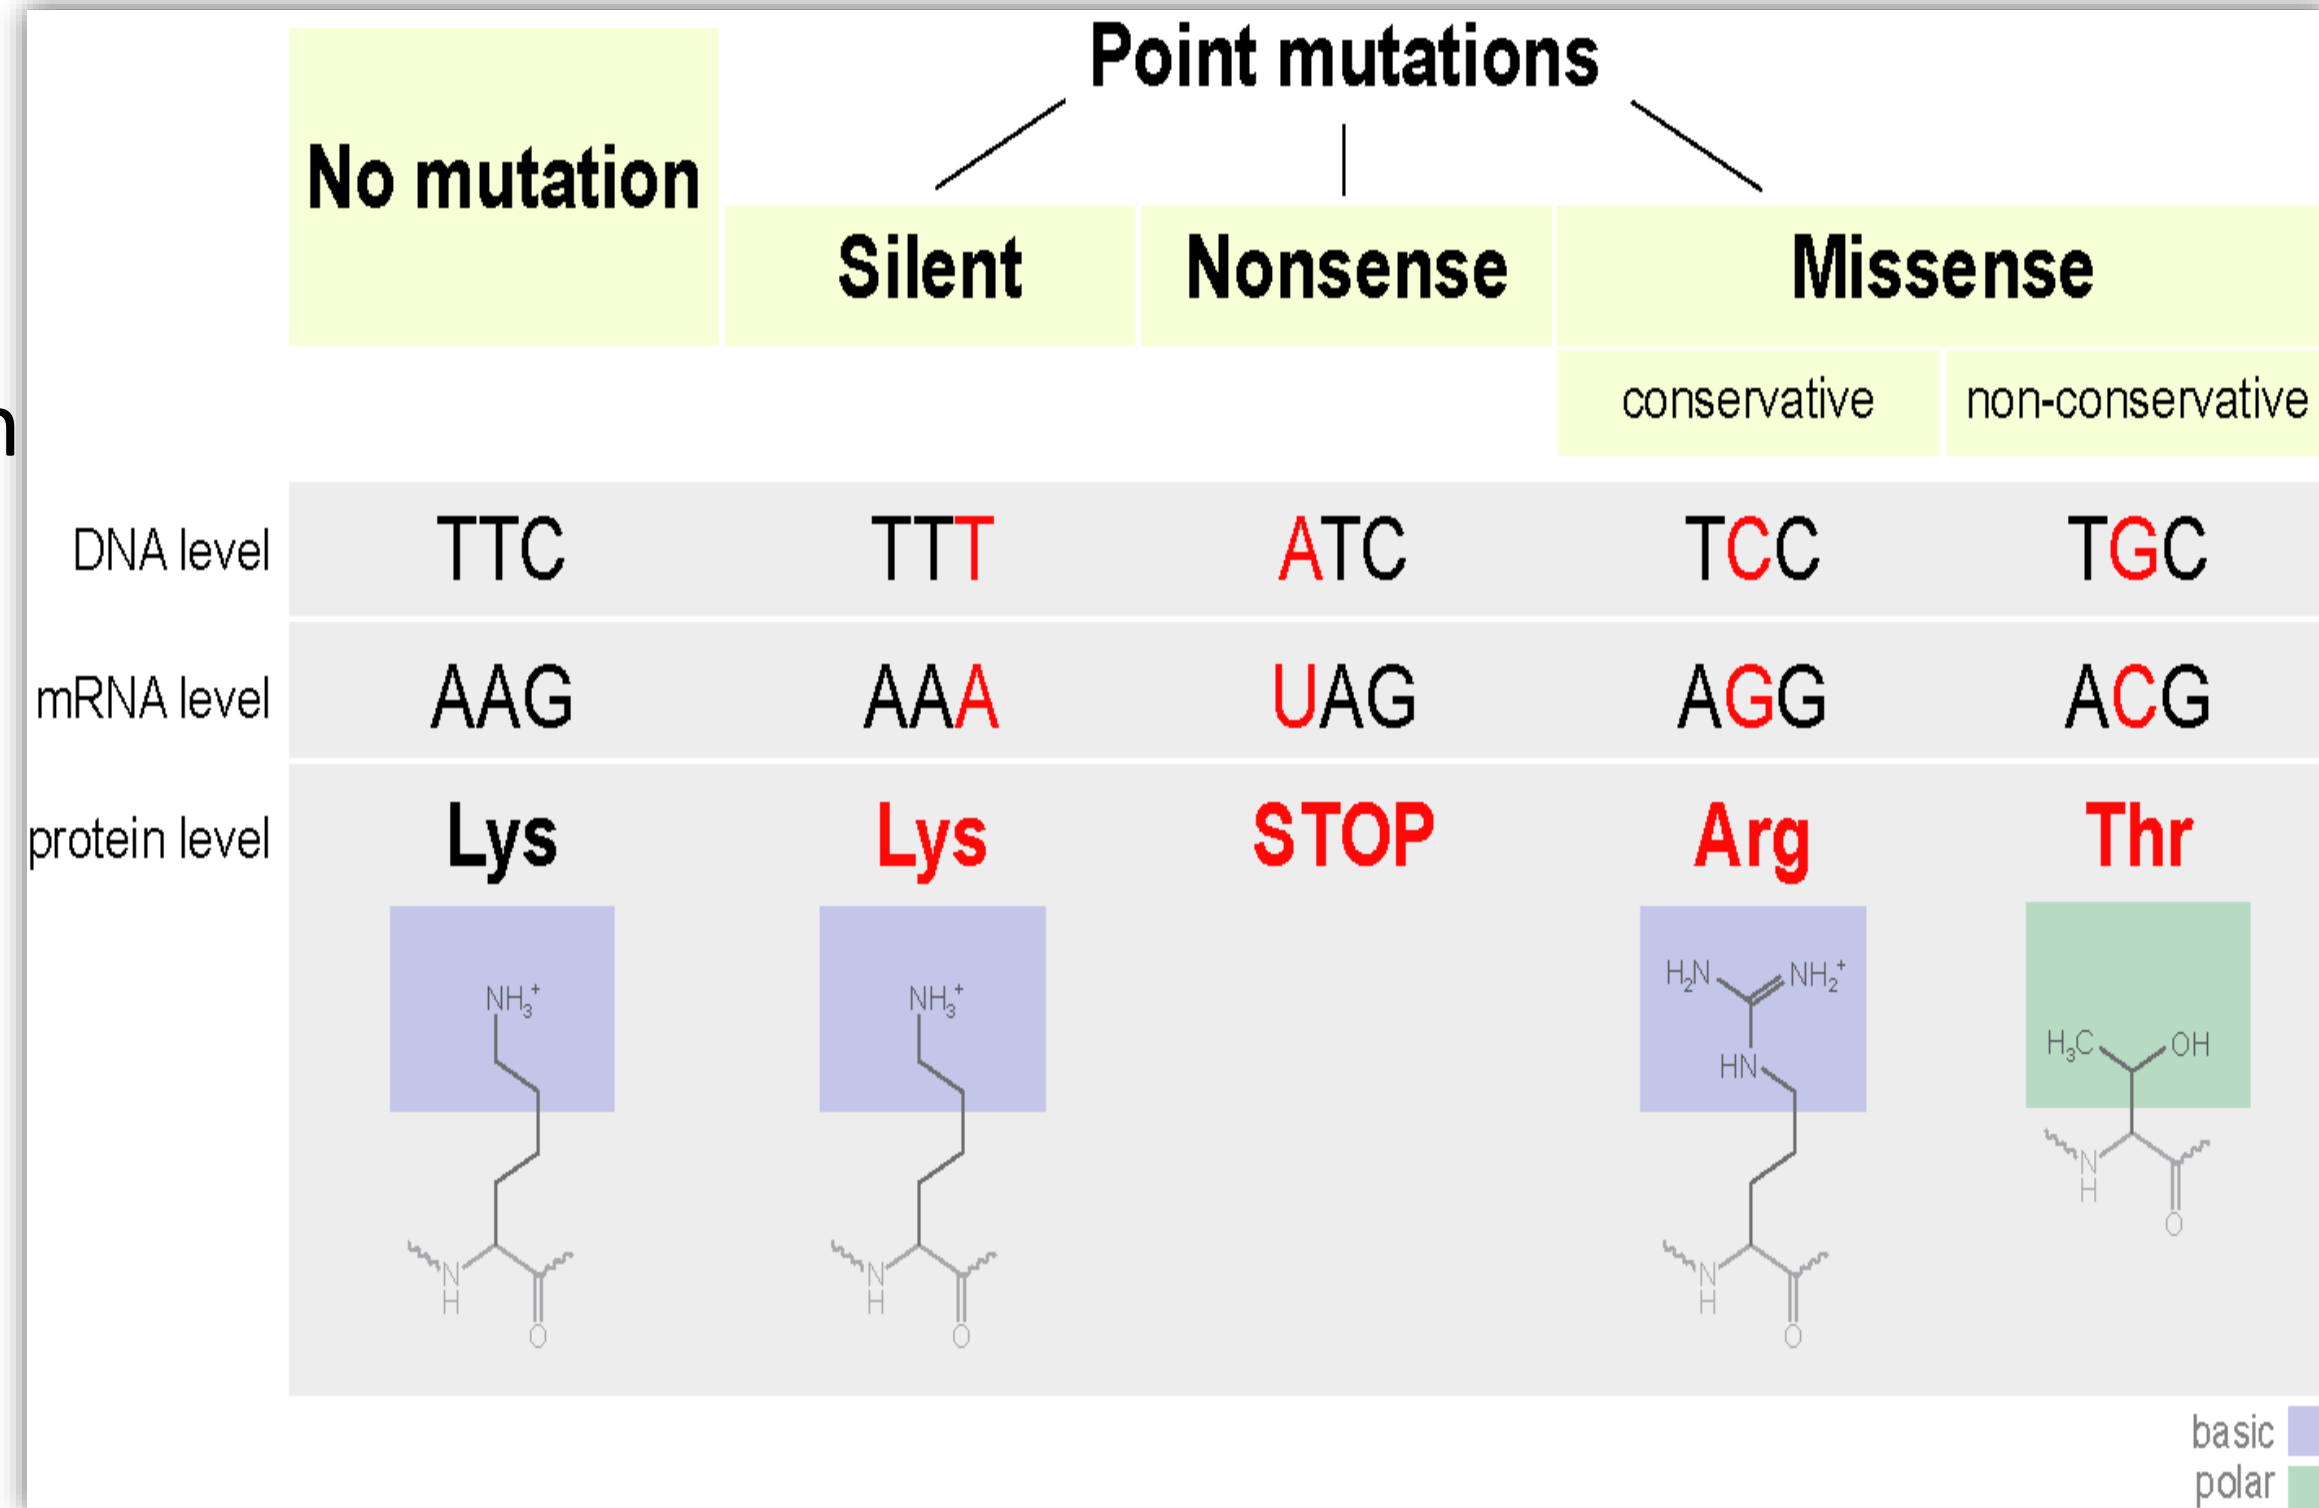 Point mutations
No mutation
Silent Nonsense Missense
conservative non-conservative
n
DNA level TTC TTT ATC TCC TGC
mRNA level AAG AAA UAG AGG ACG
protein level Lys Lys STOP Arg Thr
NH3+ NH3+ H2N NH2+ HN H3C OH
N H O N H O N H O N H O
basic
polar